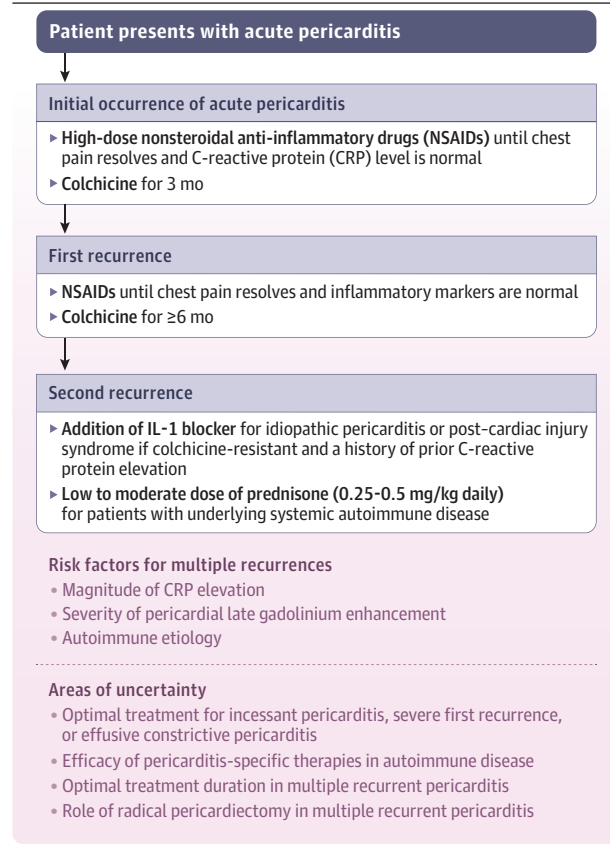 Patient presents with acute pericarditis
Initial occurrence of acute pericarditis
▸ High-dose nonsteroidal anti-inflammatory drugs (NSAIDs) until chest
pain resolves and C-reactive protein (CRP) level is normal
▸ Colchicine for 3 mo
First recurrence
▸ NSAIDs until chest pain resolves and inflammatory markers are normal
▸ Colchicine for ≥6 mo
Second recurrence
▸ Addition of IL-1 blocker for idiopathic pericarditis or post–cardiac injury
syndrome if colchicine-resistant and a history of prior C-reactive
protein elevation
▸ Low to moderate dose of prednisone (0.25-0.5 mg/kg daily)
for patients with underlying systemic autoimmune disease
Risk factors for multiple recurrences
• Magnitude of CRP elevation
• Severity of pericardial late gadolinium enhancement
• Autoimmune etiology
Areas of uncertainty
• Optimal treatment for incessant pericarditis, severe first recurrence,
or effusive constrictive pericarditis
• Efficacy of pericarditis-specific therapies in autoimmune disease
• Optimal treatment duration in multiple recurrent pericarditis
• Role of radical pericardiectomy in multiple recurrent pericarditis